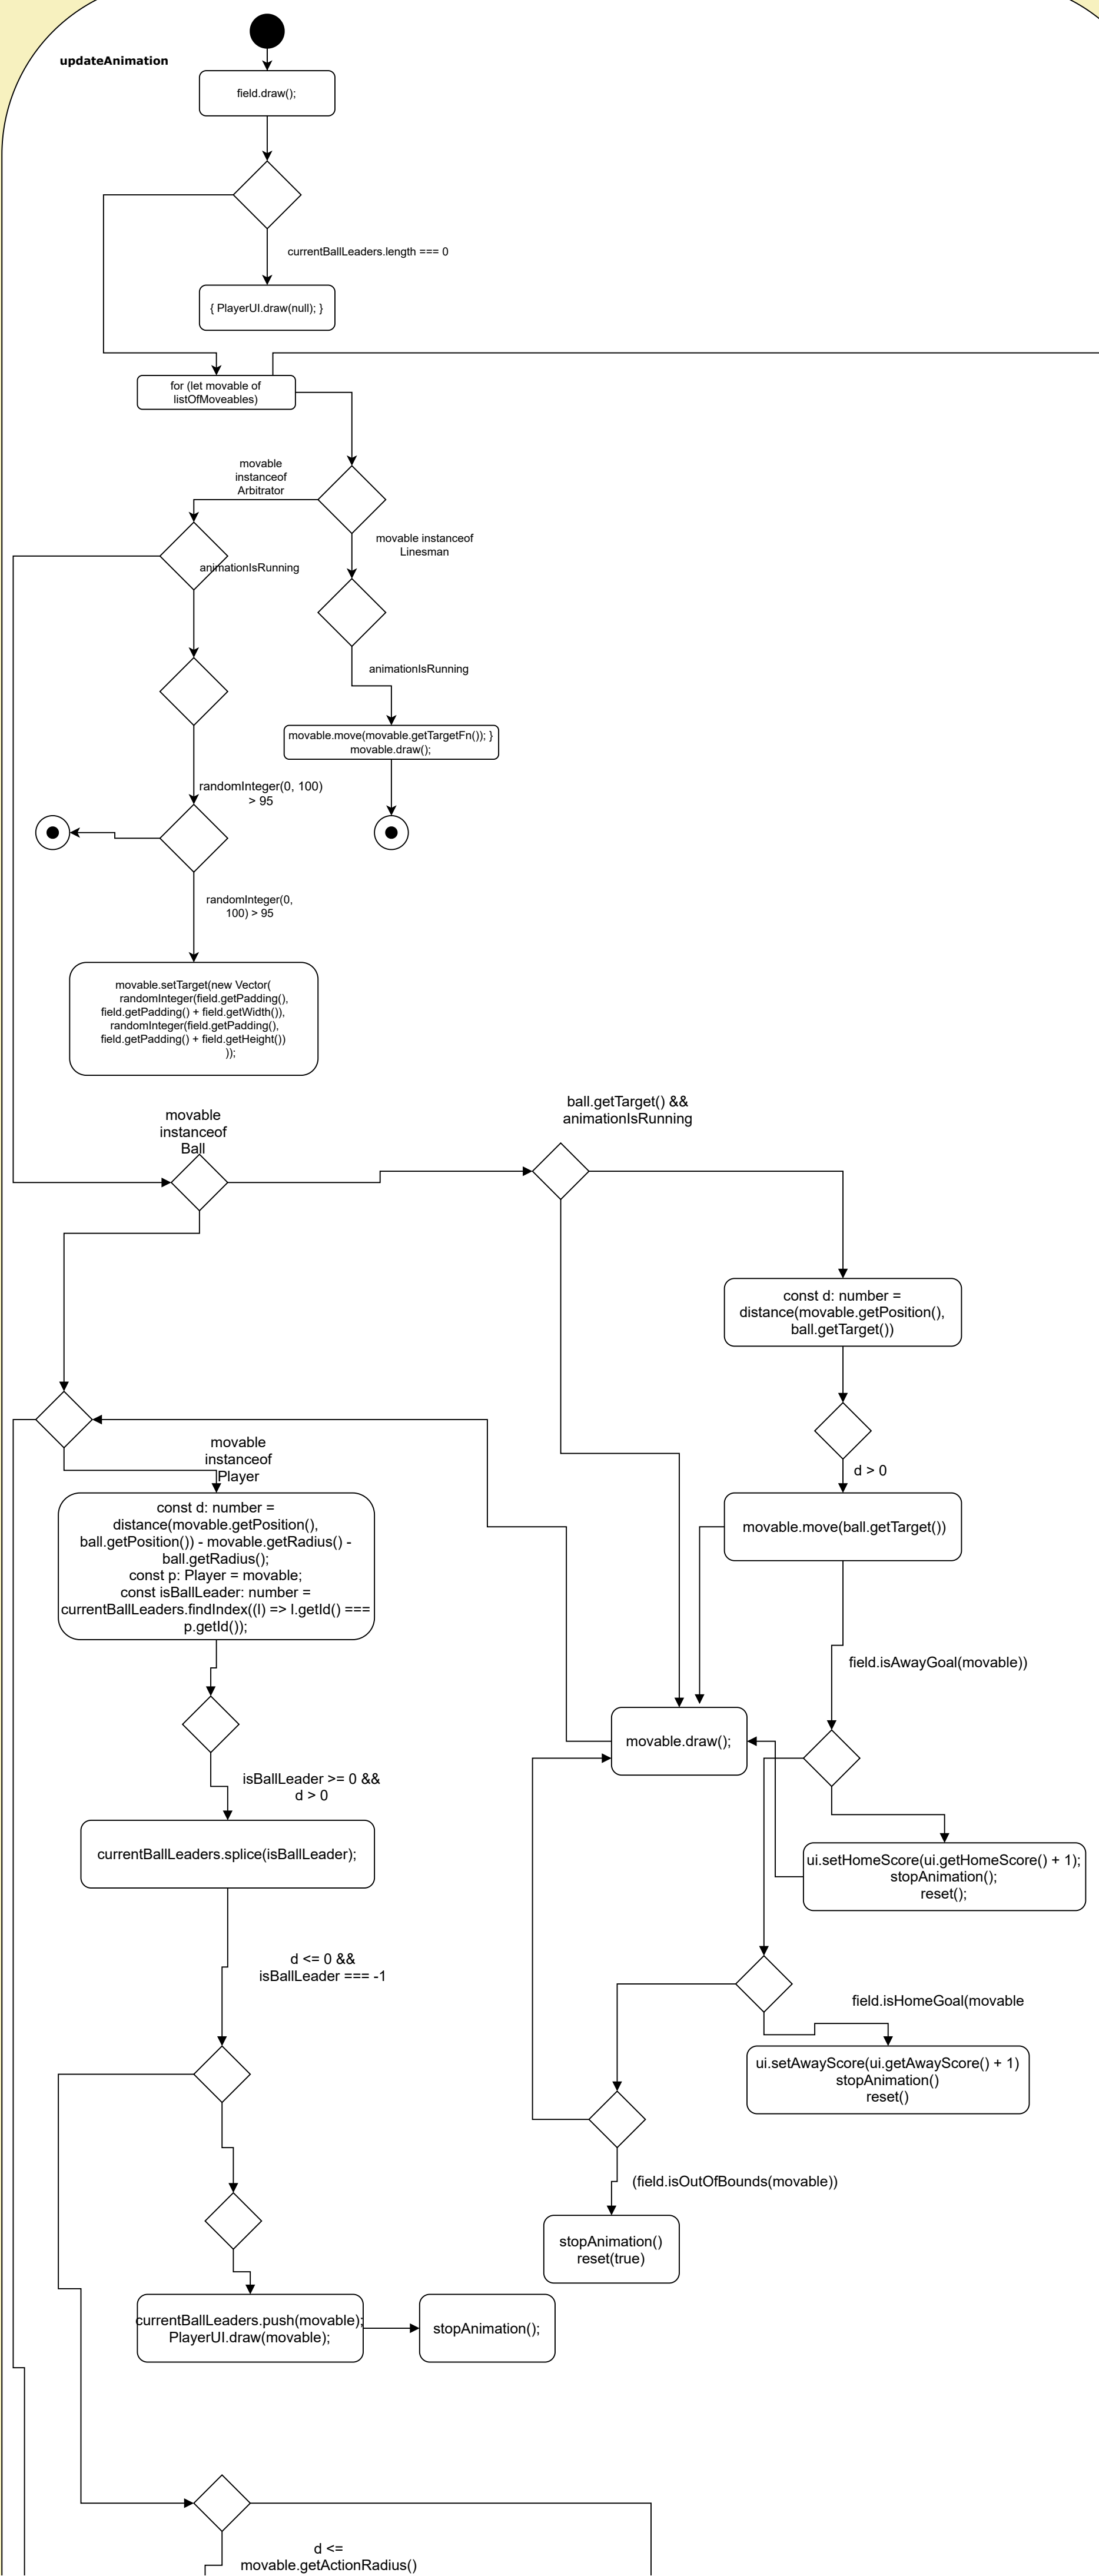 updateAnimation
field.draw();
currentBallLeaders.length === 0
{ PlayerUI.draw(null); }
for (let movable of
listOfMoveables)
movable
instanceof
Arbitrator
movable instanceof
Linesman
animationIsRunning
animationIsRunning
movable.move(movable.getTargetFn()); }
movable.draw();
randomInteger(0, 100)
> 95
randomInteger(0,
100) > 95
movable.setTarget(new Vector(
randomInteger(field.getPadding(),
field.getPadding() + field.getWidth()),
randomInteger(field.getPadding(),
field.getPadding() + field.getHeight())
));
movable
instanceof
Ball
ball.getTarget() &&
animationIsRunning
const d: number =
distance(movable.getPosition(),
ball.getTarget())
d > 0
movable.move(ball.getTarget())
movable
instanceof
Player
const d: number =
distance(movable.getPosition(),
ball.getPosition()) - movable.getRadius() -
ball.getRadius();
const p: Player = movable;
const isBallLeader: number =
currentBallLeaders.findIndex((l) => l.getId() ===
p.getId());
field.isAwayGoal(movable))
movable.draw();
isBallLeader >= 0 &&
d > 0
currentBallLeaders.splice(isBallLeader);
ui.setHomeScore(ui.getHomeScore() + 1);
stopAnimation();
reset();
d <= 0 &&
isBallLeader === -1
field.isHomeGoal(movable
ui.setAwayScore(ui.getAwayScore() + 1)
stopAnimation()
reset()
(field.isOutOfBounds(movable))
stopAnimation()
reset(true)
currentBallLeaders.push(movable);
PlayerUI.draw(movable);
stopAnimation();
d <=
movable.getActionRadius()